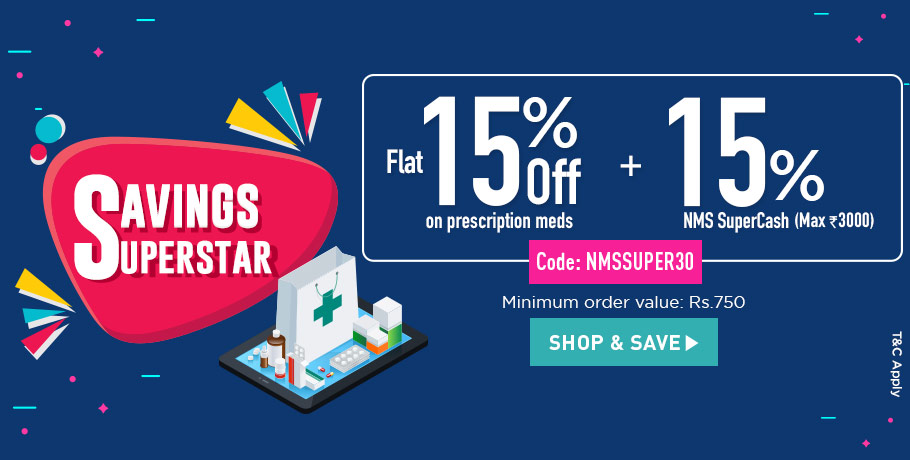 SAVINGS
SUPERSTAR
Flat 15% Off
on prescription meds
+
15%
NMS SuperCash (Max ₹3000)
Code: NMSSUPER30
Minimum order value: Rs.750
SHOP & SAVE▶
T&C Apply